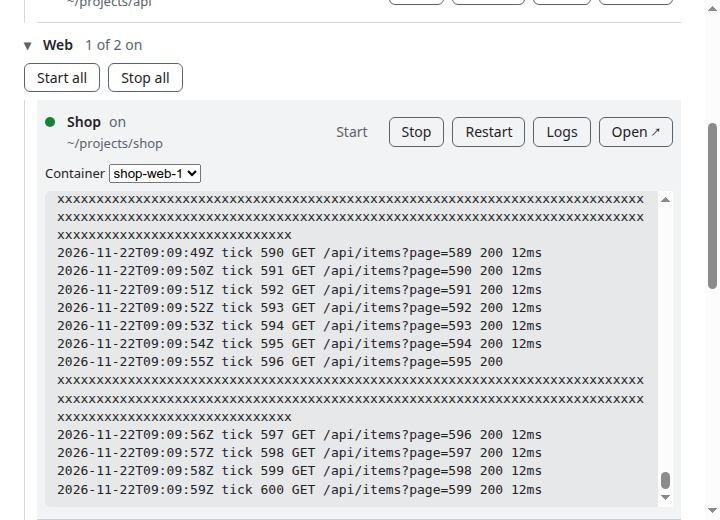 ~/projects/api
▼ Web 1 of 2 on
Start all Stop all
Shop on
~/projects/shop
Start Stop Restart Logs Open ↗
Container shop-web-1
xxxxxxxxxxxxxxxxxxxxxxxxxxxxxxxxxxxxxxxxxxxxxxxxxxxxxxxxxxxxxxxxxxxxxxxxxxx
xxxxxxxxxxxxxxxxxxxxxxxxxxxxxxxxxxxxxxxxxxxxxxxxxxxxxxxxxxxxxxxxxxxxxxxxxxx
xxxxxxxxxxxxxxxxxxxxxxxxxxxxxx
2026-11-22T09:09:49Z tick 590 GET /api/items?page=589 200 12ms
2026-11-22T09:09:50Z tick 591 GET /api/items?page=590 200 12ms
2026-11-22T09:09:51Z tick 592 GET /api/items?page=591 200 12ms
2026-11-22T09:09:52Z tick 593 GET /api/items?page=592 200 12ms
2026-11-22T09:09:53Z tick 594 GET /api/items?page=593 200 12ms
2026-11-22T09:09:54Z tick 595 GET /api/items?page=594 200 12ms
2026-11-22T09:09:55Z tick 596 GET /api/items?page=595 200
xxxxxxxxxxxxxxxxxxxxxxxxxxxxxxxxxxxxxxxxxxxxxxxxxxxxxxxxxxxxxxxxxxxxxxxxxxx
xxxxxxxxxxxxxxxxxxxxxxxxxxxxxxxxxxxxxxxxxxxxxxxxxxxxxxxxxxxxxxxxxxxxxxxxxxx
xxxxxxxxxxxxxxxxxxxxxxxxxxxxxx
2026-11-22T09:09:56Z tick 597 GET /api/items?page=596 200 12ms
2026-11-22T09:09:57Z tick 598 GET /api/items?page=597 200 12ms
2026-11-22T09:09:58Z tick 599 GET /api/items?page=598 200 12ms
2026-11-22T09:09:59Z tick 600 GET /api/items?page=599 200 12ms